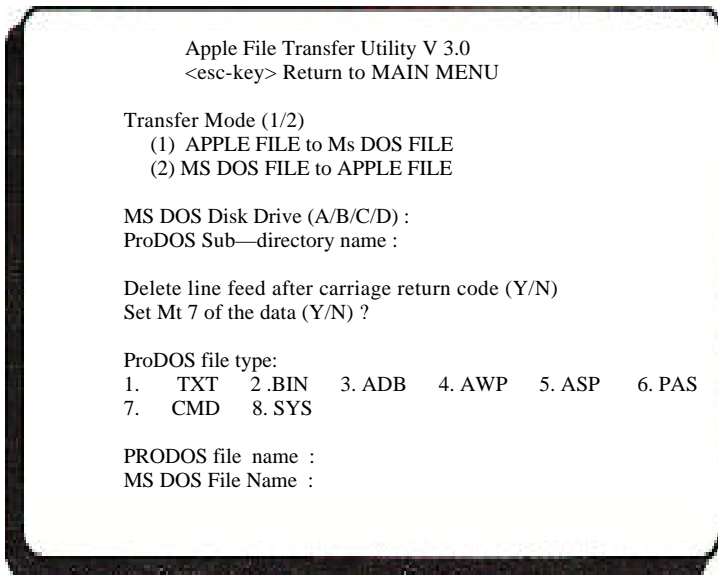 Apple File Transfer Utility V 3.0
<esc-key> Return to MAIN MENU
Transfer Mode (1/2)
(1) APPLE FILE to Ms DOS FILE
(2) MS DOS FILE to APPLE FILE
MS DOS Disk Drive (A/B/C/D) :
ProDOS Sub—directory name :
Delete line feed after carriage return code (Y/N)
Set Mt 7 of the data (Y/N) ?
ProDOS file type:
1. TXT 2 .BIN 3. ADB 4. AWP 5. ASP 6. PAS
7. CMD 8. SYS
PRODOS file name :
MS DOS File Name :